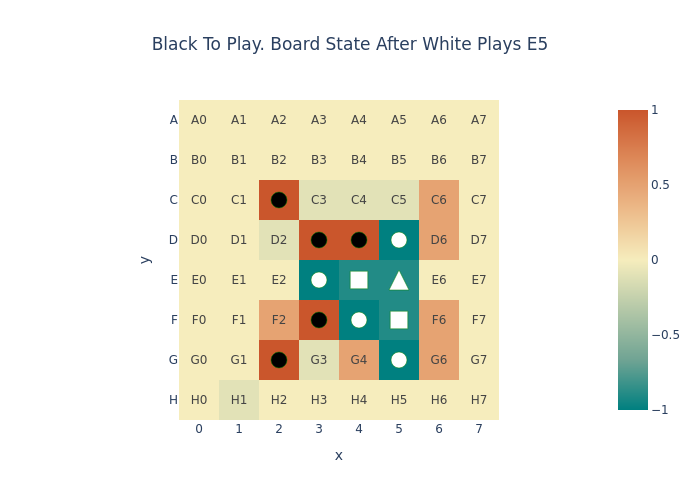 Black To Play. Board State After White Plays E5
A A0 A1 A2 A3 A4 A5 A6 A7
B B0 B1 B2 B3 B4 B5 B6 B7
C C0 C1 C3 C4 C5 C6 C7
D D0 D1 D2 D6 D7
E E0 E1 E2 E6 E7
F F0 F1 F2 F6 F7
G G0 G1 G3 G4 G6 G7
H H0 H1 H2 H3 H4 H5 H6 H7
0 1 2 3 4 5 6 7
x
y
1
0.5
0
−0.5
−1